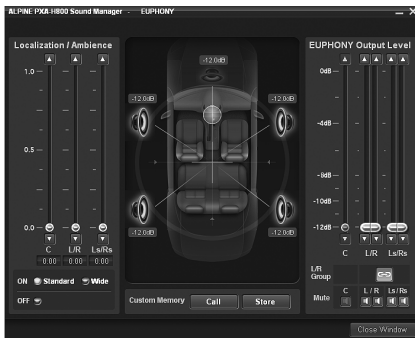 ALPINE PXA-H800 Sound Manager - EUPHONY
Localization / Ambience
1.0
0.5
0.0
C L/R Ls/Rs
0.00 0.00 0.00
ON Standard Wide
OFF
-12.0dB
-12.0dB -12.0dB
-12.0dB -12.0dB
Custom Memory Call Store
EUPHONY Output Level
0dB
-4dB
-8dB
-10dB
-12dB
C L/R Ls/Rs
L/R Group
Mute C L / R Ls/ Rs
Close Window